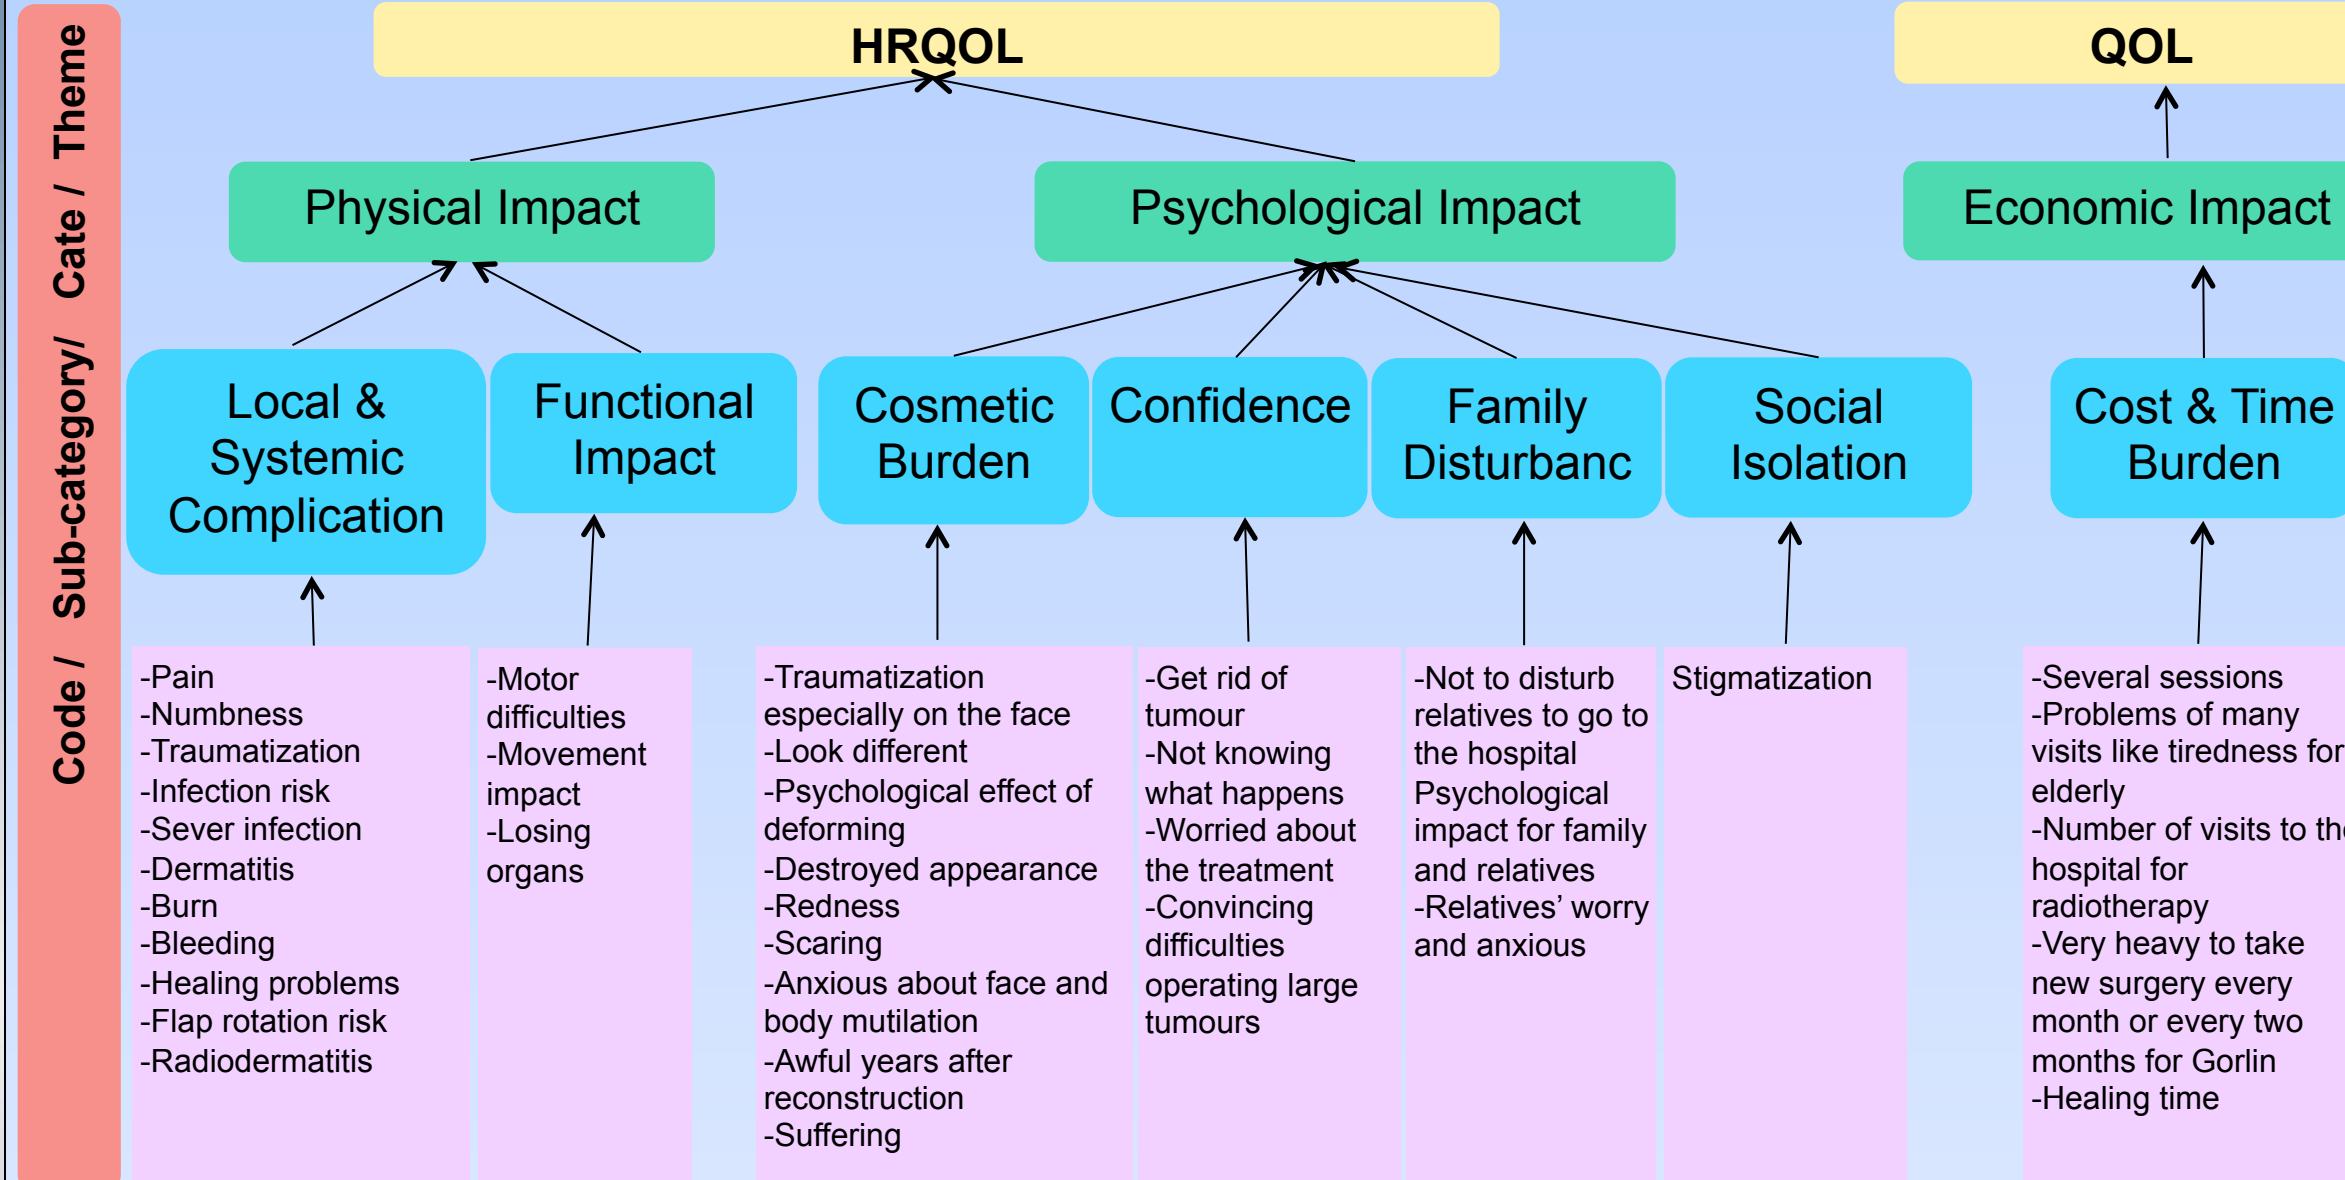 Code / Sub-category/ Cate / Theme
HRQOL
QOL
Physical Impact
Psychological Impact
Economic Impact
Local &
Systemic
Complication
Functional
Impact
Cosmetic
Burden
Confidence
Family
Disturbanc
Social
Isolation
Cost & Time
Burden
-Pain
-Numbness
-Traumatization
-Infection risk
-Sever infection
-Dermatitis
-Burn
-Bleeding
-Healing problems
-Flap rotation risk
-Radiodermatitis
-Motor
difficulties
-Movement
impact
-Losing
organs
-Traumatization
especially on the face
-Look different
-Psychological effect of
deforming
-Destroyed appearance
-Redness
-Scaring
-Anxious about face and
body mutilation
-Awful years after
reconstruction
-Suffering
-Get rid of
tumour
-Not knowing
what happens
-Worried about
the treatment
-Convincing
difficulties
operating large
tumours
-Not to disturb
relatives to go to
the hospital
Psychological
impact for family
and relatives
-Relatives’ worry
and anxious
Stigmatization
-Several sessions
-Problems of many
visits like tiredness for
elderly
-Number of visits to the
hospital for
radiotherapy
-Very heavy to take
new surgery every
month or every two
months for Gorlin
-Healing time